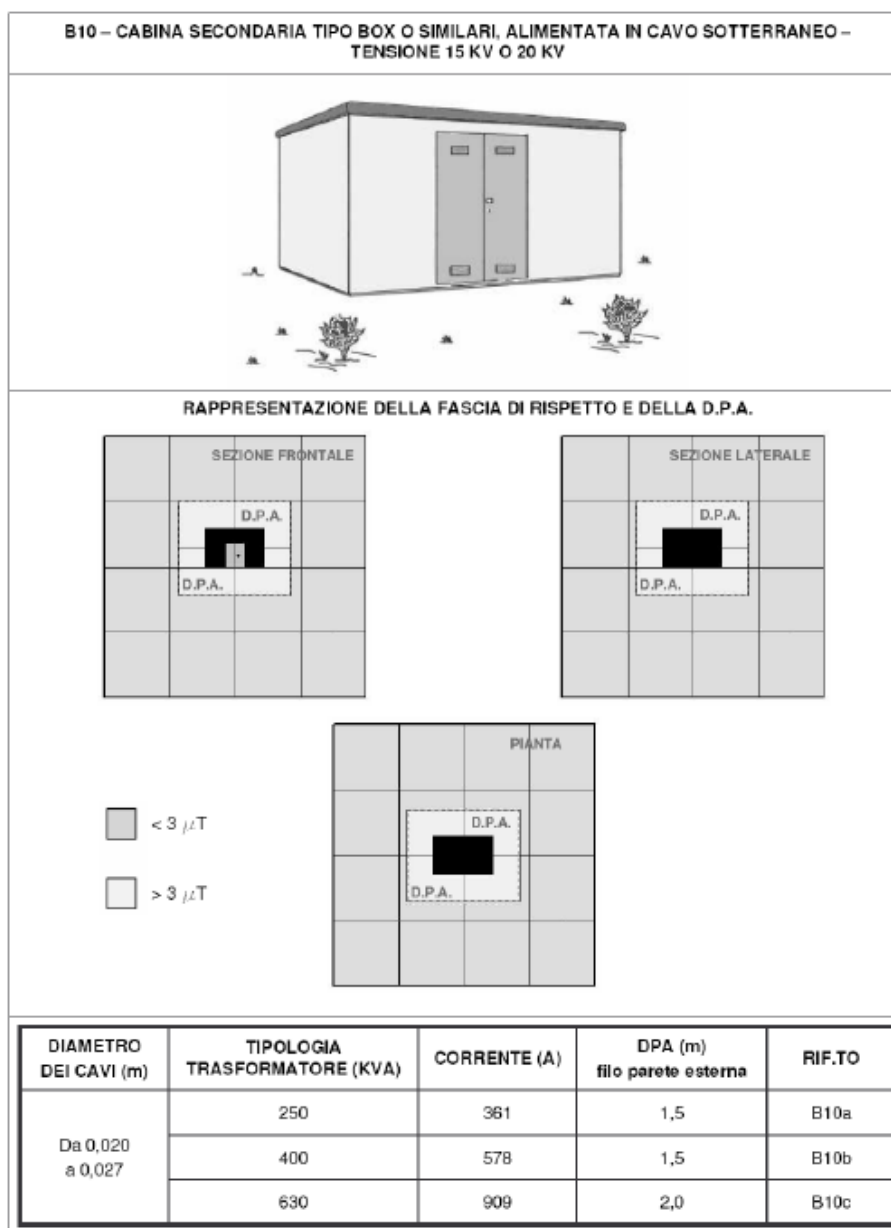 B10 – CABINA SECONDARIA TIPO BOX O SIMILARI, ALIMENTATA IN CAVO SOTTERRANEO –
TENSIONE 15 KV O 20 KV
RAPPRESENTAZIONE DELLA FASCIA DI RISPETTO E DELLA D.P.A.
SEZIONE FRONTALE
D.P.A.
D.P.A.
SEZIONE LATERALE
D.P.A.
D.P.A.
PIANTA
D.P.A.
D.P.A.
< 3 µT
> 3 µT
DIAMETRO
DEI CAVI (m)
TIPOLOGIA
TRASFORMATORE (KVA)
CORRENTE (A)
DPA (m)
filo parete esterna
RIF.TO
Da 0,020
a 0,027
250
361
1,5
B10a
400
578
1,5
B10b
630
909
2,0
B10c